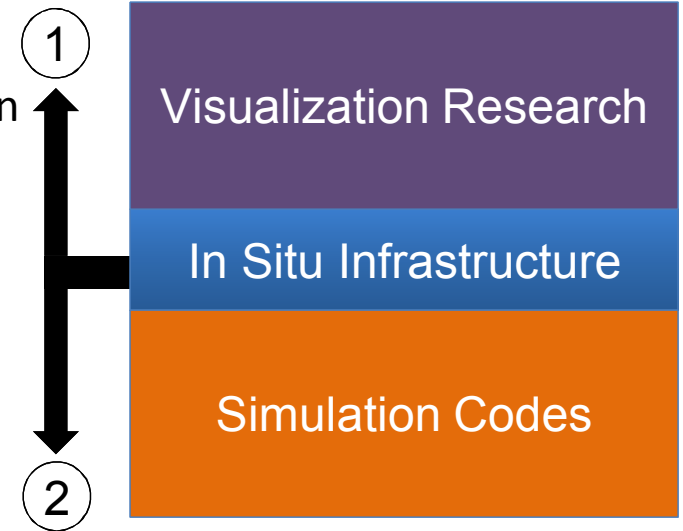 1
n
Visualization Research
In Situ Infrastructure
Simulation Codes
2